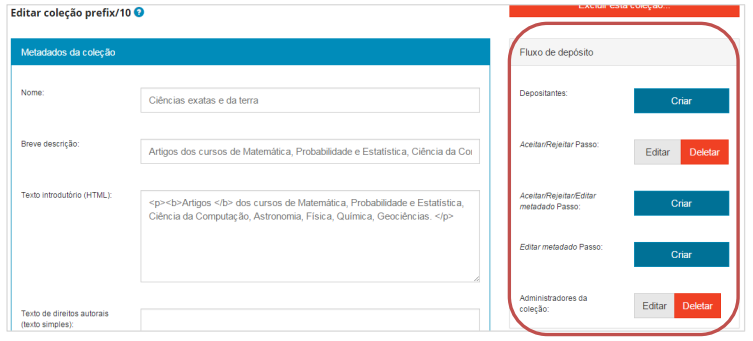 Editar coleção prefix/10 ?
Excluir esta coleção...
Metadados da coleção
Nome:
Ciências exatas e da terra
Breve descrição:
Artigos dos cursos de Matemática, Probabilidade e Estatística, Ciência da Co
Texto introdutório (HTML):
<p><b>Artigos </b> dos cursos de Matemática, Probabilidade e Estatística,
Ciência da Computação, Astronomia, Física, Química, Geociências. </p>
Texto de direitos autorais
(texto simples):
Fluxo de depósito
Depositantes:
Criar
Aceitar/Rejeitar Passo:
Editar Deletar
Aceitar/Rejeitar/Editar
metadado Passo:
Criar
Editar metadado Passo:
Criar
Administradores da
coleção:
Editar Deletar